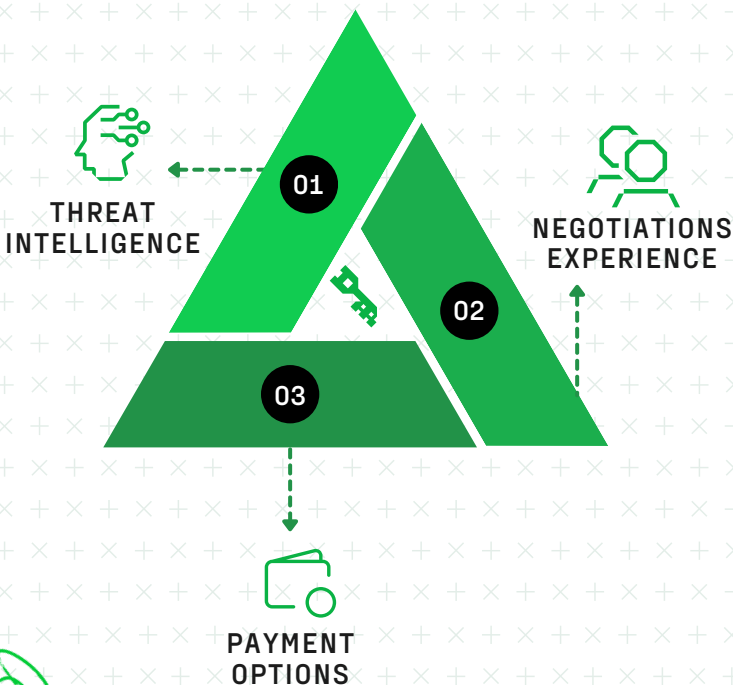 01
THREAT
INTELLIGENCE
NEGOTIATIONS
EXPERIENCE
02
03
PAYMENT
OPTIONS